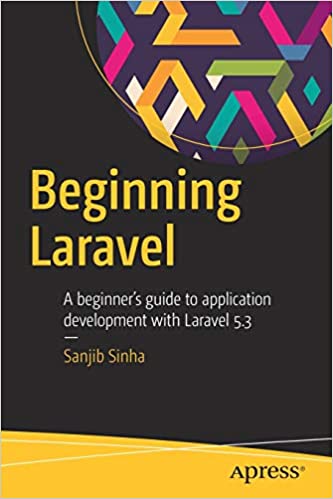 Beginning
Laravel
A beginner's guide to application
development with Laravel 5.3
—
Sanjib Sinha
Apress®